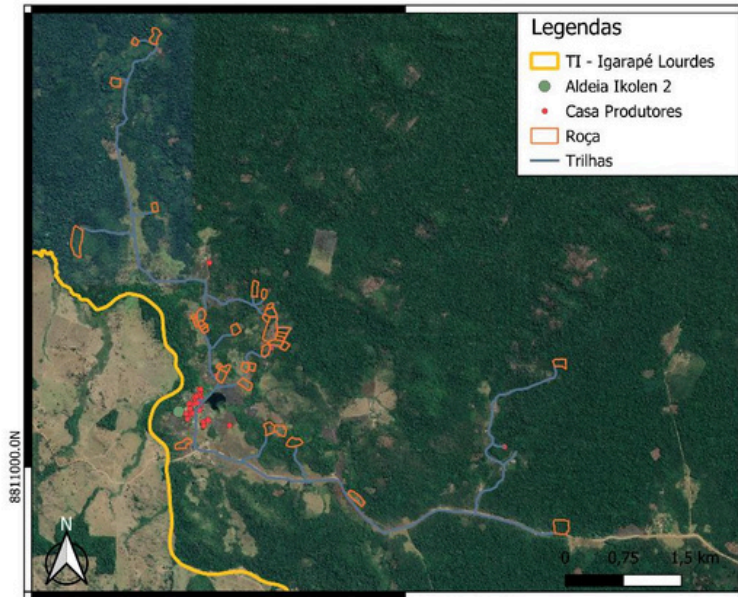 Legendas
TI - Igarapé Lourdes
Aldeia Ikolen 2
Casa Produtores
Roça
Trilhas
8811000.0N
N
0 0,75 1,5 km